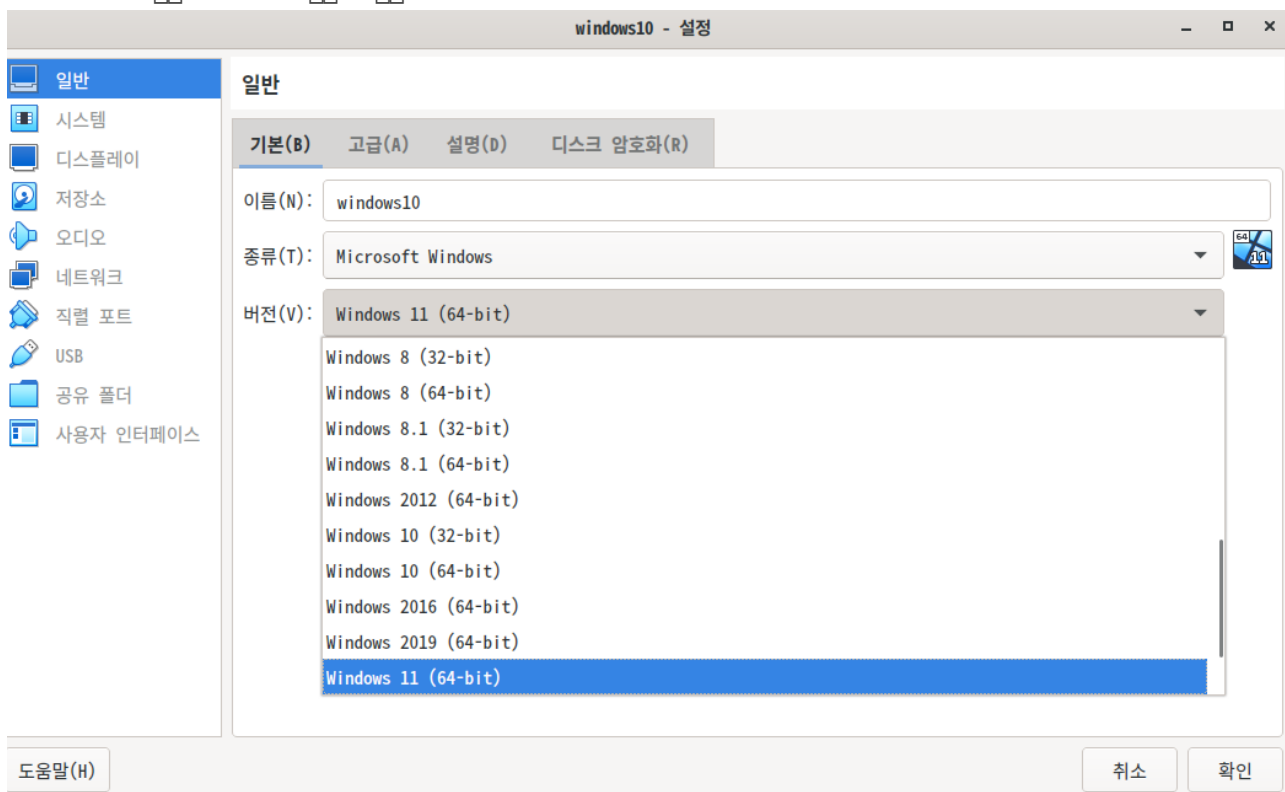 windows10 - 설정
일반
시스템
디스플레이
저장소
오디오
네트워크
직렬 포트
USB
공유 폴더
사용자 인터페이스
일반
기본(B) 고급(A) 설명(D) 디스크 암호화(R)
이름(N): windows10
종류(T): Microsoft Windows
64
11
버전(V): Windows 11 (64-bit)
Windows 8 (32-bit)
Windows 8 (64-bit)
Windows 8.1 (32-bit)
Windows 8.1 (64-bit)
Windows 2012 (64-bit)
Windows 10 (32-bit)
Windows 10 (64-bit)
Windows 2016 (64-bit)
Windows 2019 (64-bit)
Windows 11 (64-bit)
도움말(H) 취소 확인